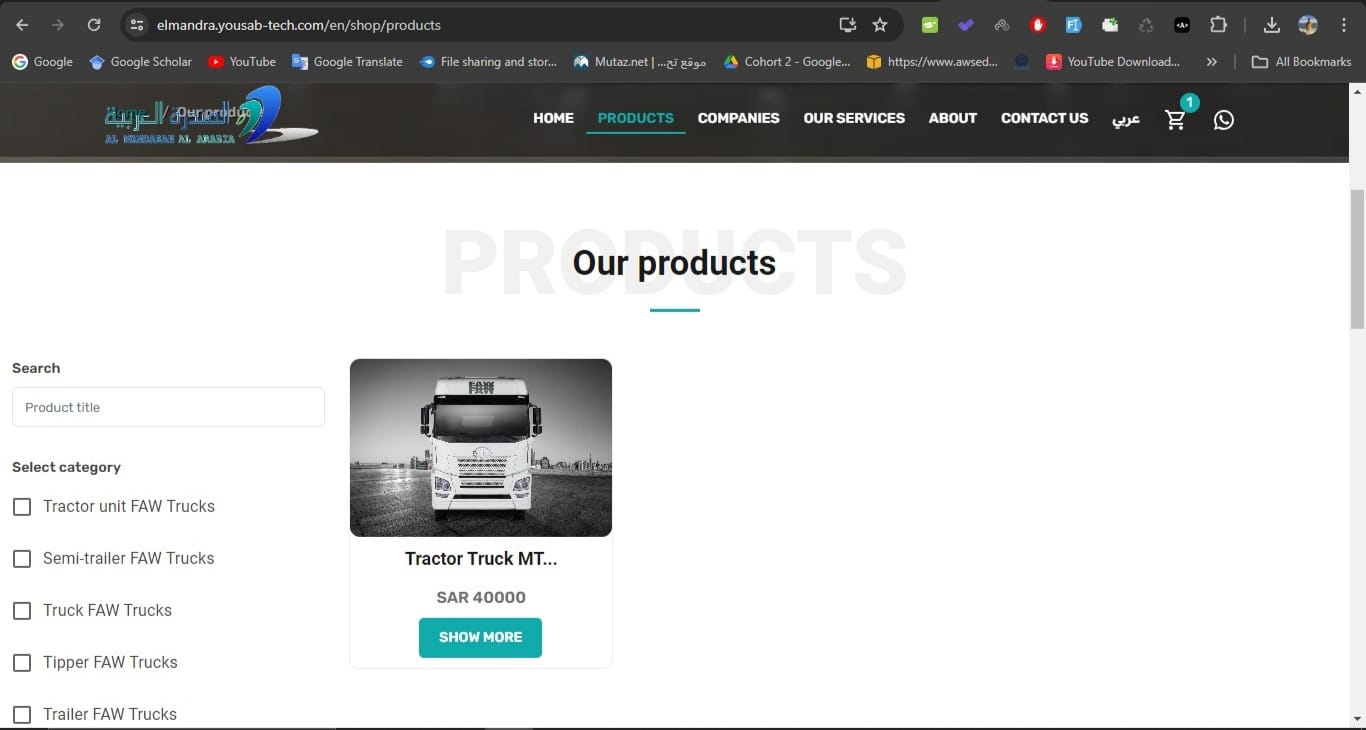 elmandra.yousab-tech.com/en/shop/products
Google
Google Scholar
YouTube
Google Translate
File sharing and stor...
Mutaz.net | موقع تح...
Cohort 2 - Google...
https://www.awsed...
YouTube Download...
»
All Bookmarks
المندرة العربية
AL MANDARAH AL ARABIA
Home / Our products
HOME
PRODUCTS
COMPANIES
OUR SERVICES
ABOUT
CONTACT US
عربي
1
PRODUCTS
Our products
Search
Product title
Select category
Tractor unit FAW Trucks
Semi-trailer FAW Trucks
Truck FAW Trucks
Tipper FAW Trucks
Trailer FAW Trucks
FAW
Tractor Truck MT...
SAR 40000
SHOW MORE